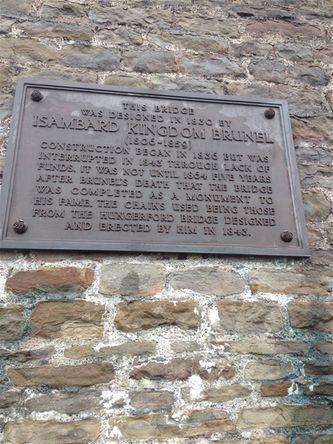 THIS BRIDGE
WAS DESIGNED IN 1830 BY
ISAMBARD KINGDOM BRUNEL
(1806-1859)
CONSTRUCTION BEGAN IN 1836 BUT WAS
INTERRUPTED IN 1843 THROUGH LACK OF
FUNDS. IT WAS NOT UNTIL 1864 FIVE YEARS
AFTER BRUNEL'S DEATH THAT THE BRIDGE
WAS COMPLETED AS A MONUMENT TO
HIS FAME, THE CHAINS USED BEING THOSE
FROM THE HUNGERFORD BRIDGE DESIGNED
AND ERECTED BY HIM IN 1843.